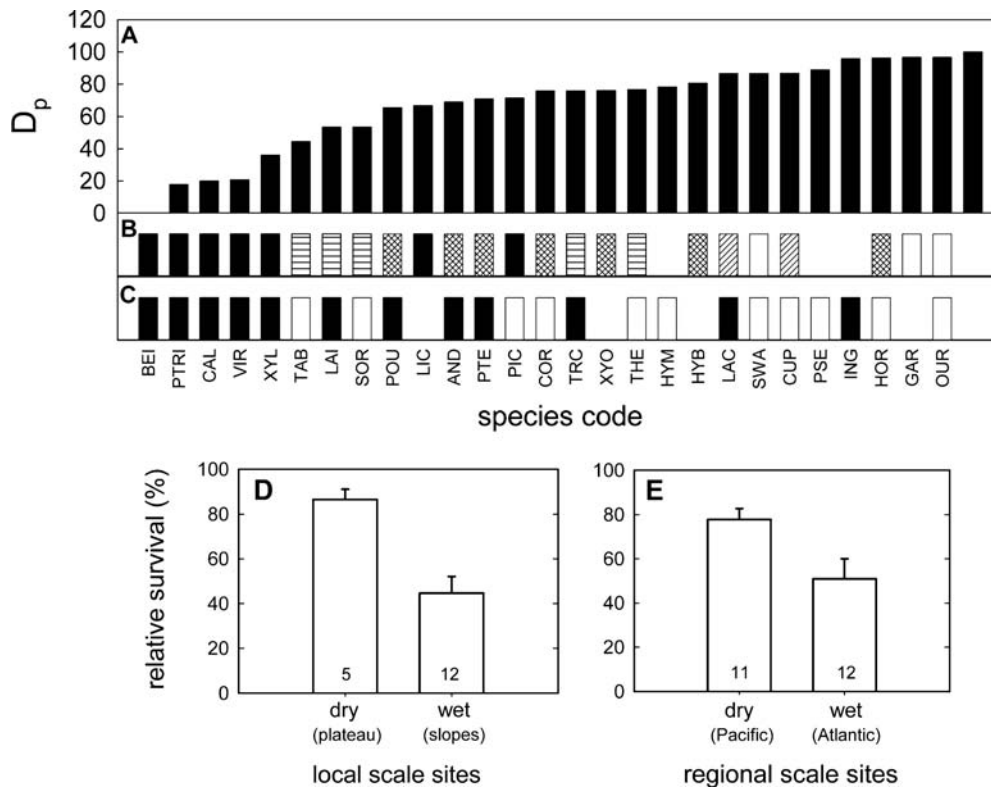 A
120
100
80
60
40
20
0
D_p
B
C
BEI PTRI CAL VIR XYL TAB LAI SOR POU LIC AND PTE PIC COR TRC XYO THE HYM HYB LAC SWA CUP PSE ING HOR GAR OUR
species code
D
100
80
60
40
20
0
relative survival (%)
5 12
dry wet
(plateau) (slopes)
local scale sites
E
100
80
60
40
20
0
11 12
dry wet
(Pacific) (Atlantic)
regional scale sites